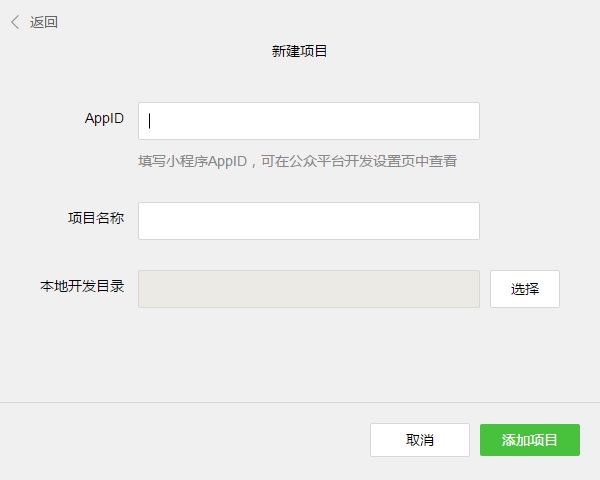 返回
新建项目
AppID
填写小程序AppID，可在公众平台开发设置页中查看
项目名称
本地开发目录
选择
取消
添加项目